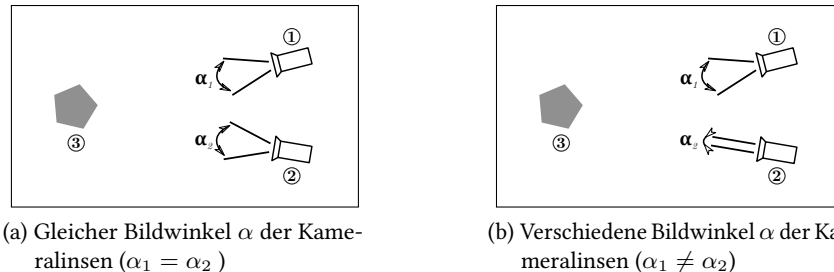 ①
α₁
α₂
③
②
(a) Gleicher Bildwinkel α der Kame-
ralinsen (α₁ = α₂ )
①
α₁
α₂
③
②
(b) Verschiedene Bildwinkel α der Ka
meralinsen (α₁ ≠ α₂)